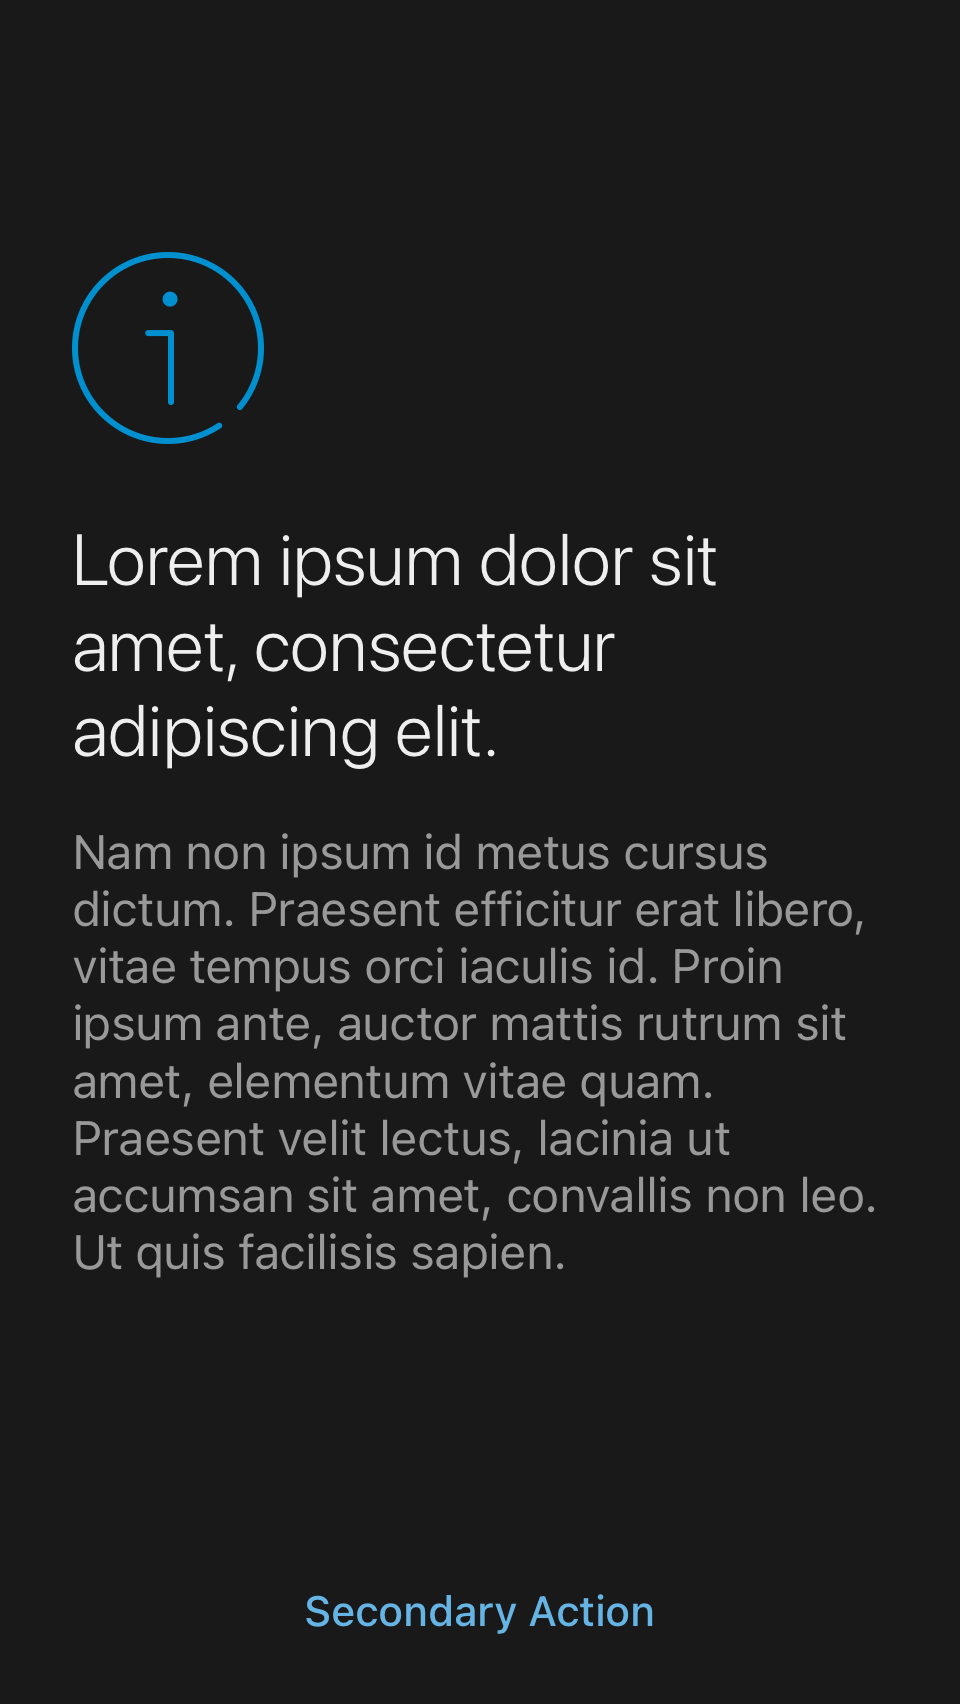 Lorem ipsum dolor sit
amet, consectetur
adipiscing elit.
Nam non ipsum id metus cursus
dictum. Praesent efficitur erat libero,
vitae tempus orci iaculis id. Proin
ipsum ante, auctor mattis rutrum sit
amet, elementum vitae quam.
Praesent velit lectus, lacinia ut
accumsan sit amet, convallis non leo.
Ut quis facilisis sapien.
Secondary Action